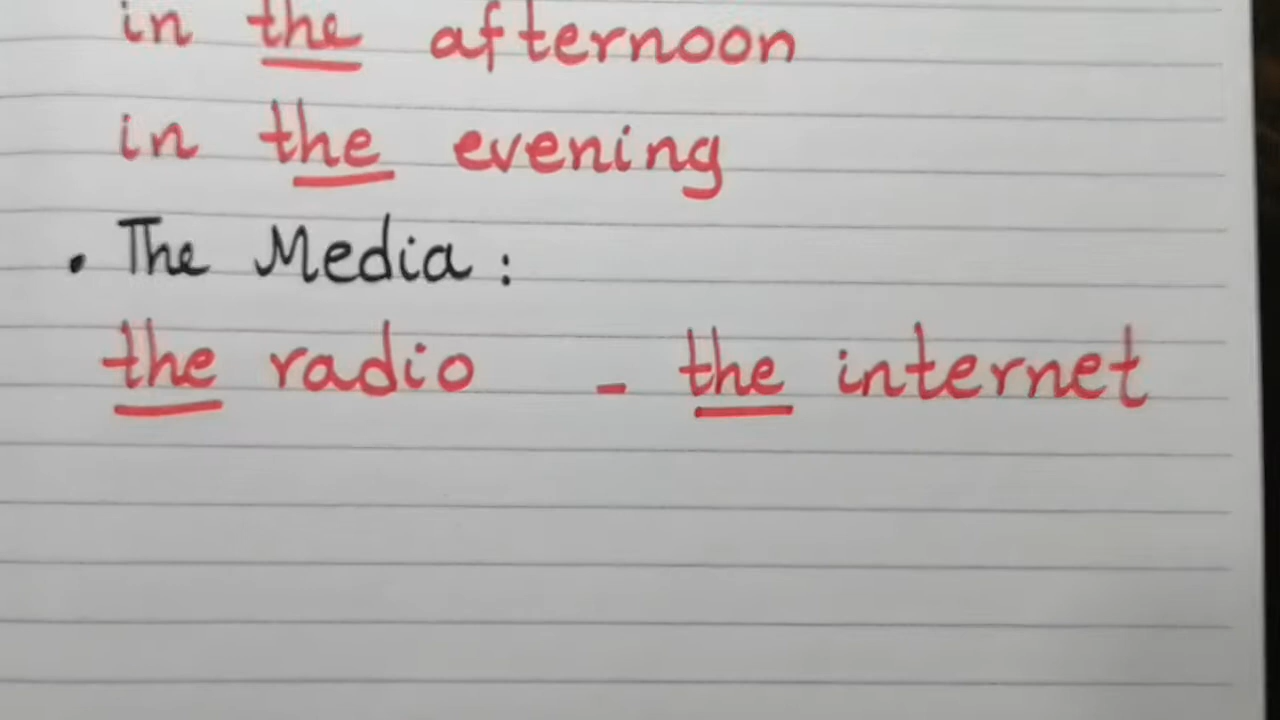 in the afternoon
in the evening
• The Media :
the radio - the internet